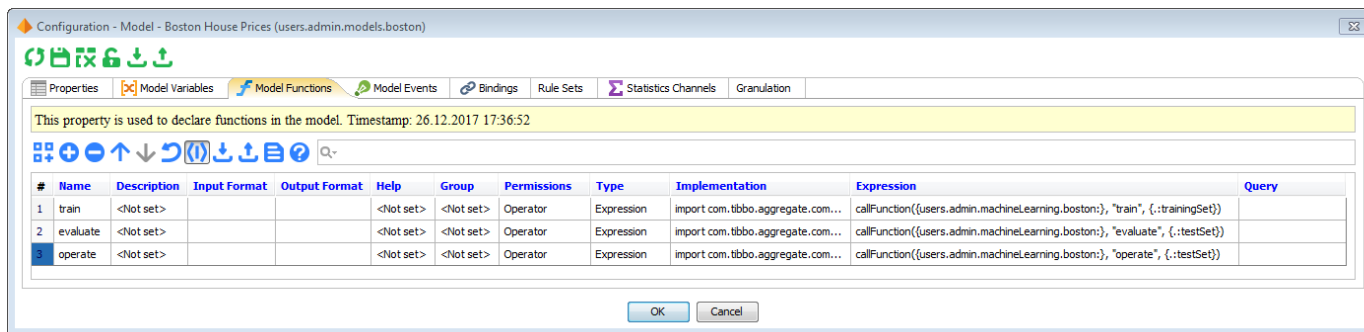 Configuration - Model - Boston House Prices (users.admin.models.boston)
Properties Model Variables Model Functions Model Events Bindings Rule Sets Statistics Channels Granulation
This property is used to declare functions in the model. Timestamp: 26.12.2017 17:36:52
# Name Description Input Format Output Format Help Group Permissions Type Implementation Expression Query
1 train <Not set> <Not set> <Not set> Operator Expression import com.tibbo.aggregate.com... callFunction({users.admin.machineLearning.boston:}, "train", {.:trainingSet})
2 evaluate <Not set> <Not set> <Not set> Operator Expression import com.tibbo.aggregate.com... callFunction({users.admin.machineLearning.boston:}, "evaluate", {.:testSet})
3 operate <Not set> <Not set> <Not set> Operator Expression import com.tibbo.aggregate.com... callFunction({users.admin.machineLearning.boston:}, "operate", {.:testSet})
OK Cancel